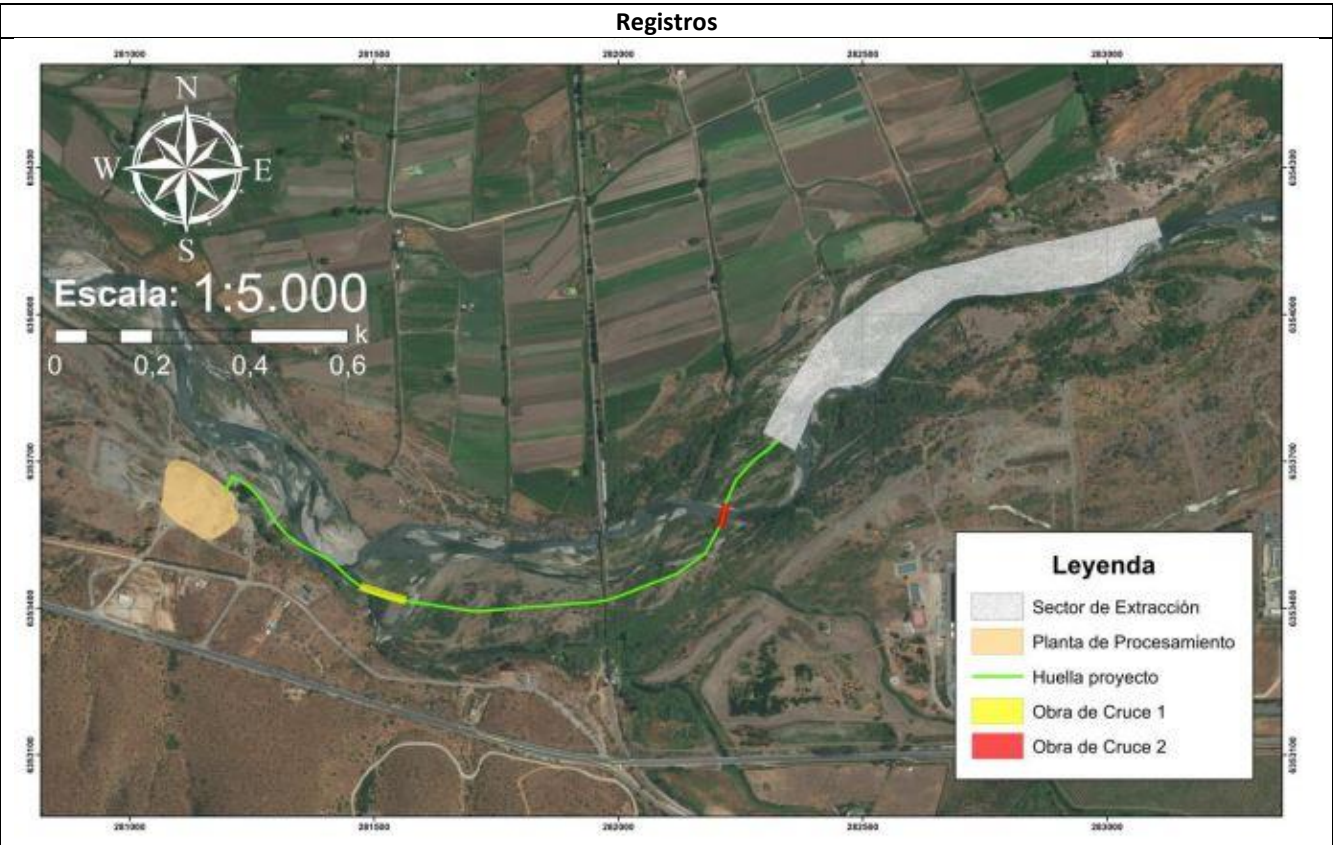 Registros
281000 281500 282000 282500 283000
N
W E
S
Escala: 1:5.000
k
0 0,2 0,4 0,6
6354300 6354300
6354000 6354000
6353700 6353700
6353400 6353400
6353100 6353100
Leyenda
Sector de Extracción
Planta de Procesamiento
Huella proyecto
Obra de Cruce 1
Obra de Cruce 2
281000 281500 282000 282500 283000